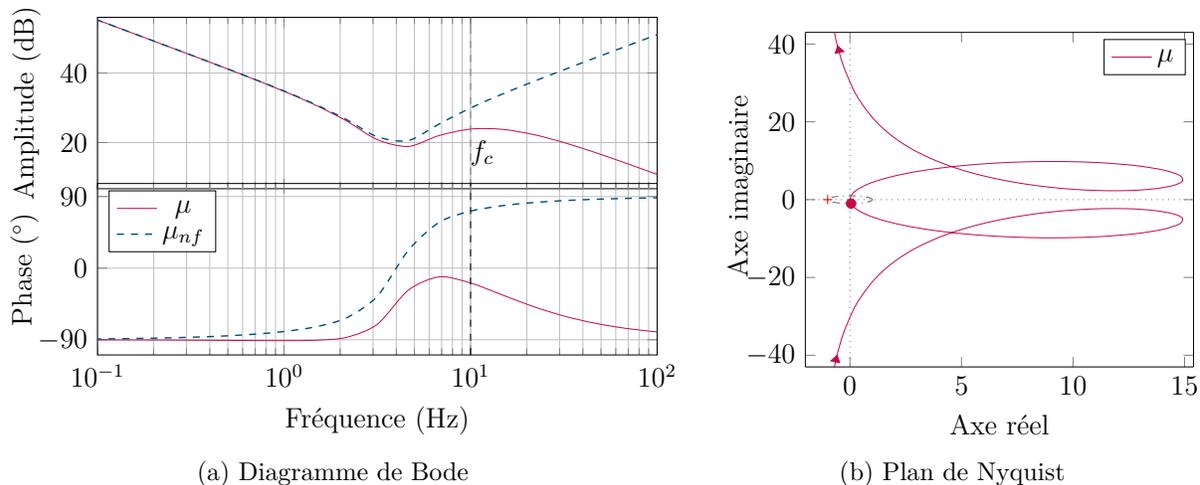 Amplitude (dB)
40
20
f_c
Phase (°)
90
0
−90
μ
μ_nf
10^−1
10^0
10^1
10^2
Fréquence (Hz)
(a) Diagramme de Bode
Axe imaginaire
40
20
0
−20
−40
μ
0
5
10
15
Axe réel
(b) Plan de Nyquist